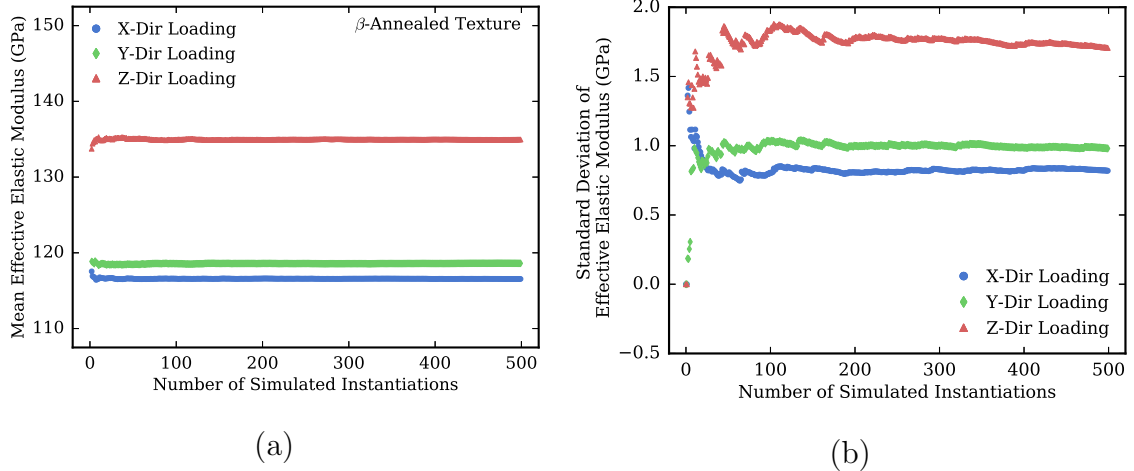 150
140
130
120
110
Mean Effective Elastic Modulus (GPa)
β-Annealed Texture
X-Dir Loading
Y-Dir Loading
Z-Dir Loading
0 100 200 300 400 500
Number of Simulated Instantiations
(a)
2.0
1.5
1.0
0.5
0.0
−0.5
Standard Deviation of
Effective Elastic Modulus (GPa)
X-Dir Loading
Y-Dir Loading
Z-Dir Loading
0 100 200 300 400 500
Number of Simulated Instantiations
(b)